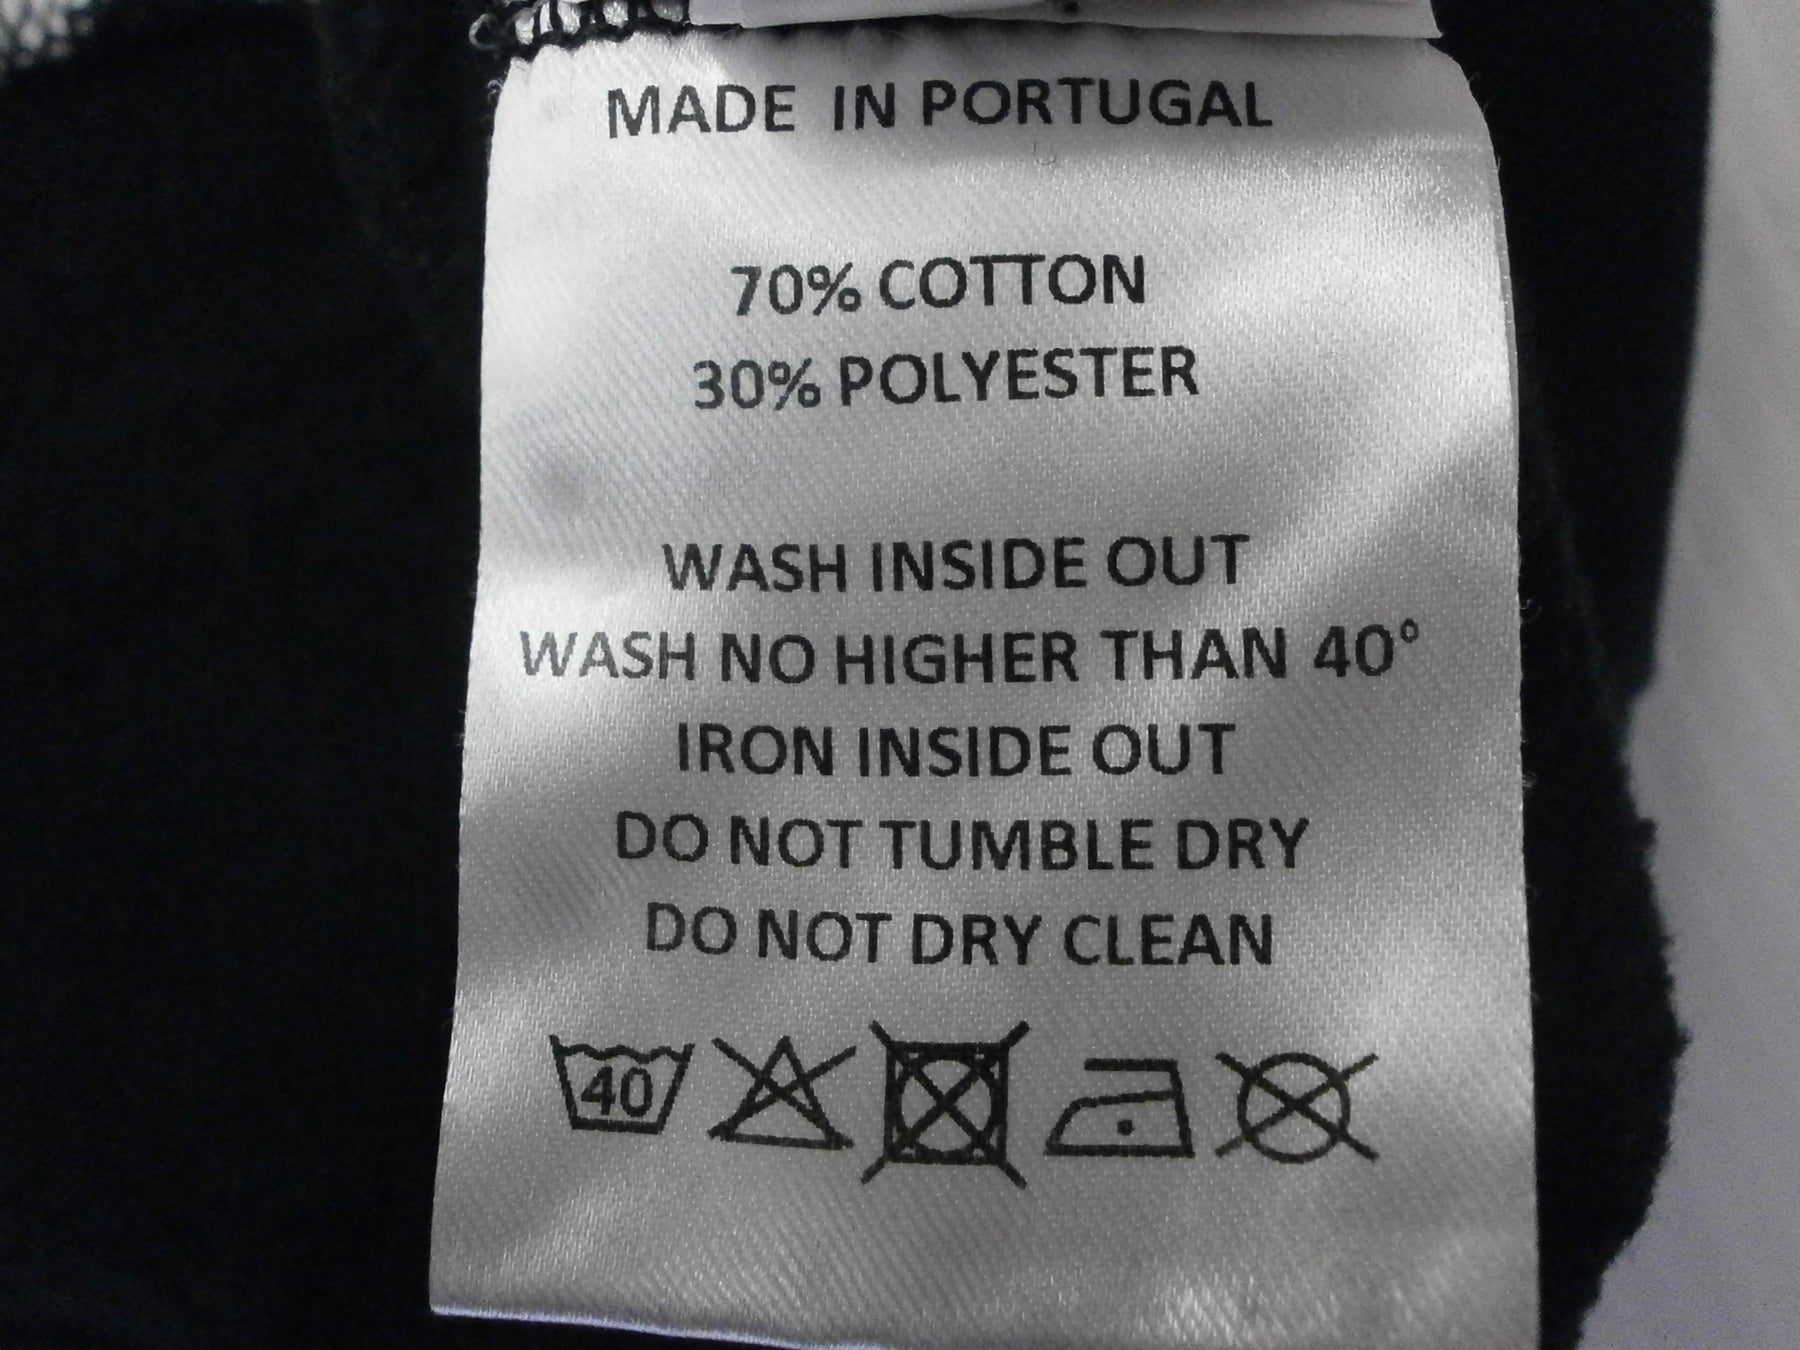 MADE IN PORTUGAL
70% COTTON
30% POLYESTER
WASH INSIDE OUT
WASH NO HIGHER THAN 40°
IRON INSIDE OUT
DO NOT TUMBLE DRY
DO NOT DRY CLEAN
40